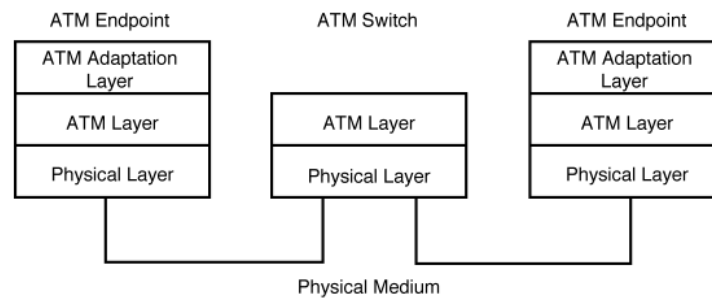 ATM Endpoint
ATM Switch
ATM Endpoint
ATM Adaptation
Layer
ATM Layer
Physical Layer
ATM Layer
Physical Layer
ATM Adaptation
Layer
ATM Layer
Physical Layer
Physical Medium